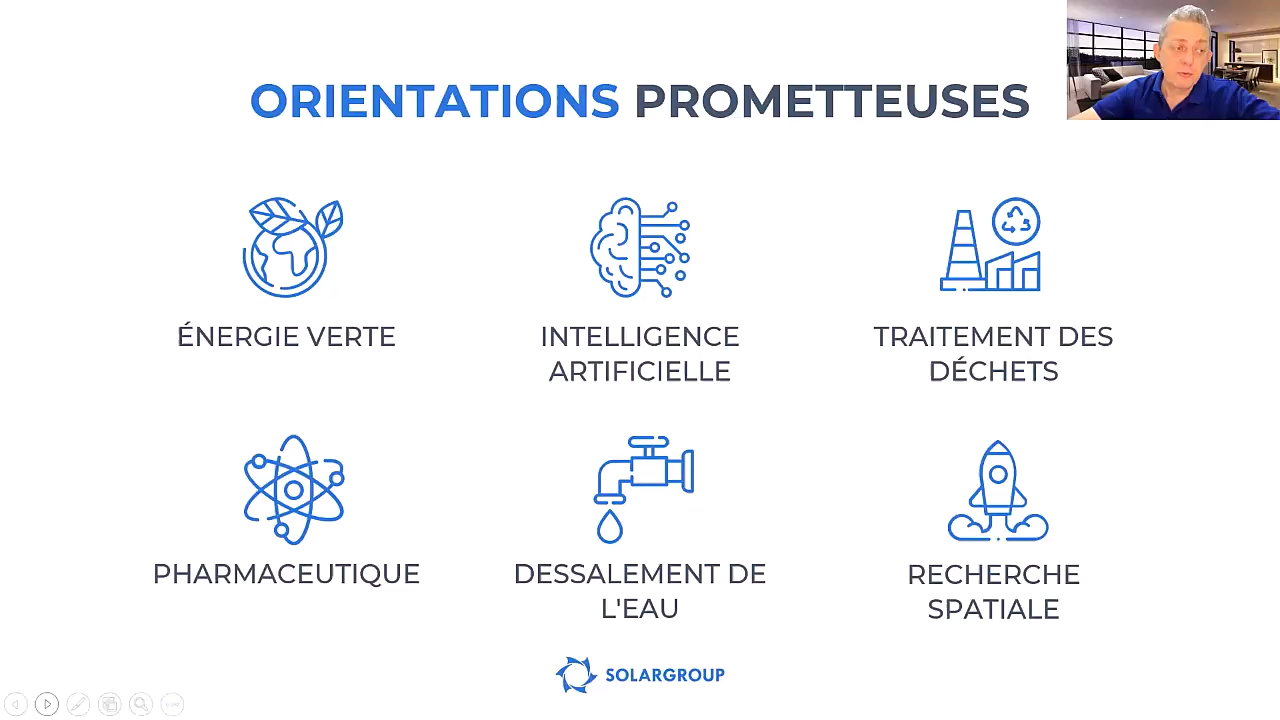 ORIENTATIONS PROMETTEUSES
ÉNERGIE VERTE
INTELLIGENCE
ARTIFICIELLE
TRAITEMENT DES
DÉCHETS
PHARMACEUTIQUE
DESSALEMENT DE
L'EAU
RECHERCHE
SPATIALE
SOLARGROUP